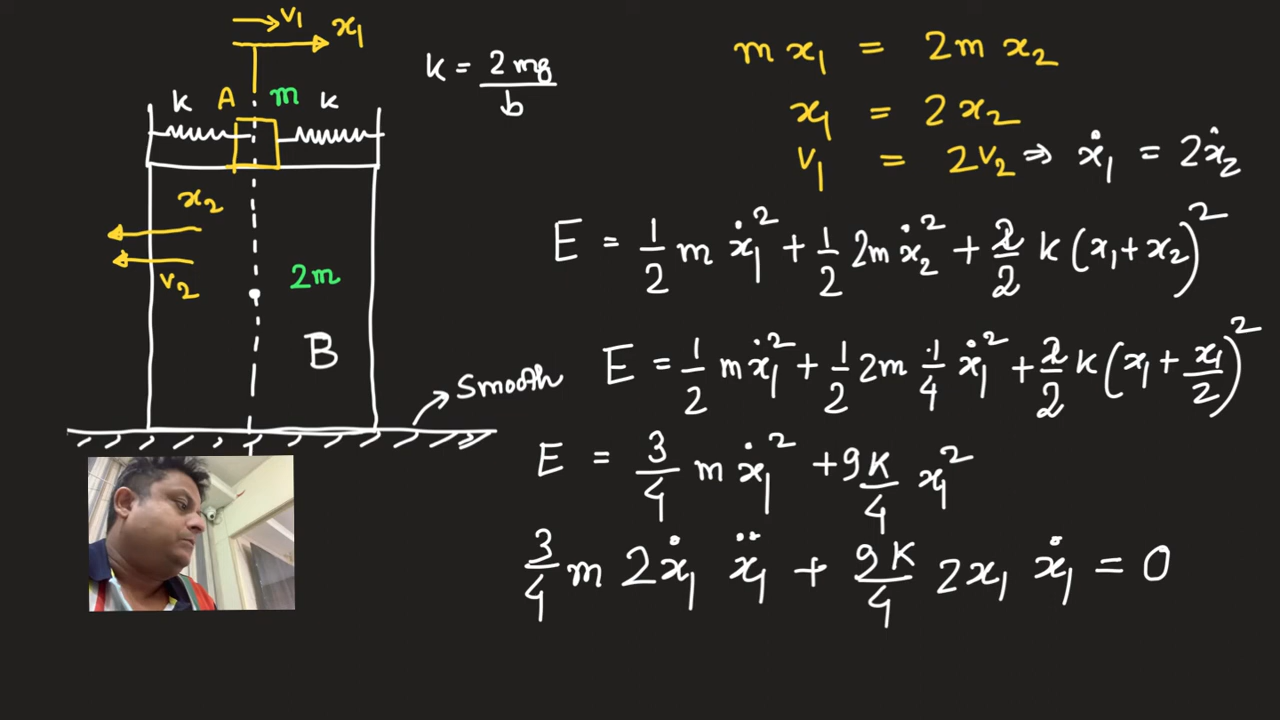 → v₁
x₁
k A m k
x₂
v₂
2m
B
Smooth
k = 2mg/b
m x₁ = 2m x₂
x₁ = 2 x₂
v₁ = 2v₂ ⇒ ẋ₁ = 2ẋ₂
E = 1/2 m ẋ₁² + 1/2 2m ẋ₂² + 2/2 k (x₁ + x₂)²
E = 1/2 m ẋ₁² + 1/2 2m 1/4 ẋ₁² + 2/2 k (x₁ + x₁/2)²
E = 3/4 m ẋ₁² + 9k/4 x₁²
3/4 m 2ẋ₁ ẍ₁ + 9k/4 2x₁ ẋ₁ = 0